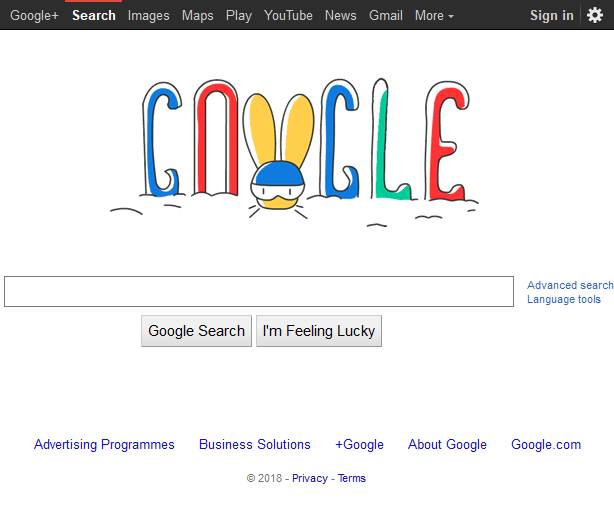 Google+ Search Images Maps Play YouTube News Gmail More Sign in
GOOGLE
Advanced search
Language tools
Google Search I'm Feeling Lucky
Advertising Programmes Business Solutions +Google About Google Google.com
© 2018 - Privacy - Terms